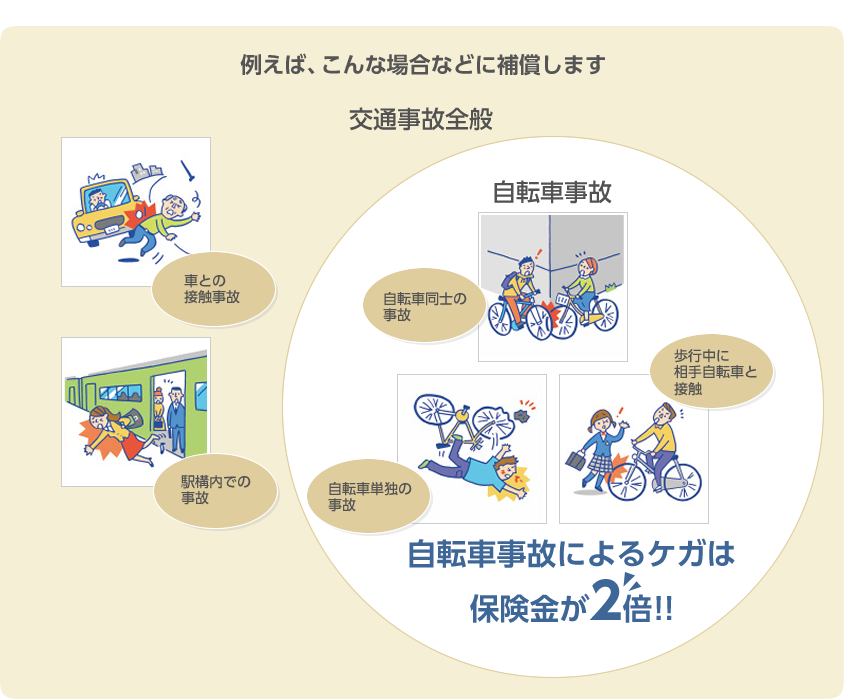 例えば、こんな場合などに補償します
交通事故全般
自転車事故
車との
接触事故
自転車同士の
事故
歩行中に
相手自転車と
接触
駅構内での
事故
自転車単独の
事故
自転車事故によるケガは
保険金が2倍!!